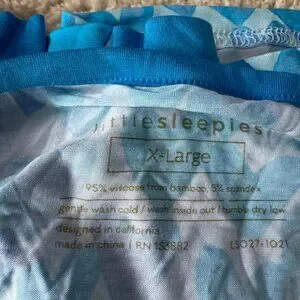 littlesleepies
X-Large
95% viscose from bamboo, 5% spandex
gentle wash cold / wash inside out / tumble dry low
designed in california
made in china | RN 153882 LS027-1021